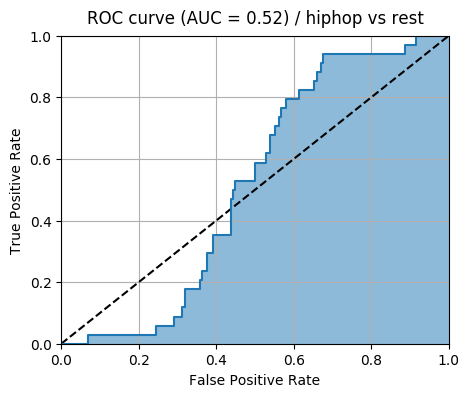 ROC curve (AUC = 0.52) / hiphop vs rest
True Positive Rate
1.0
0.8
0.6
0.4
0.2
0.0
0.0 0.2 0.4 0.6 0.8 1.0
False Positive Rate